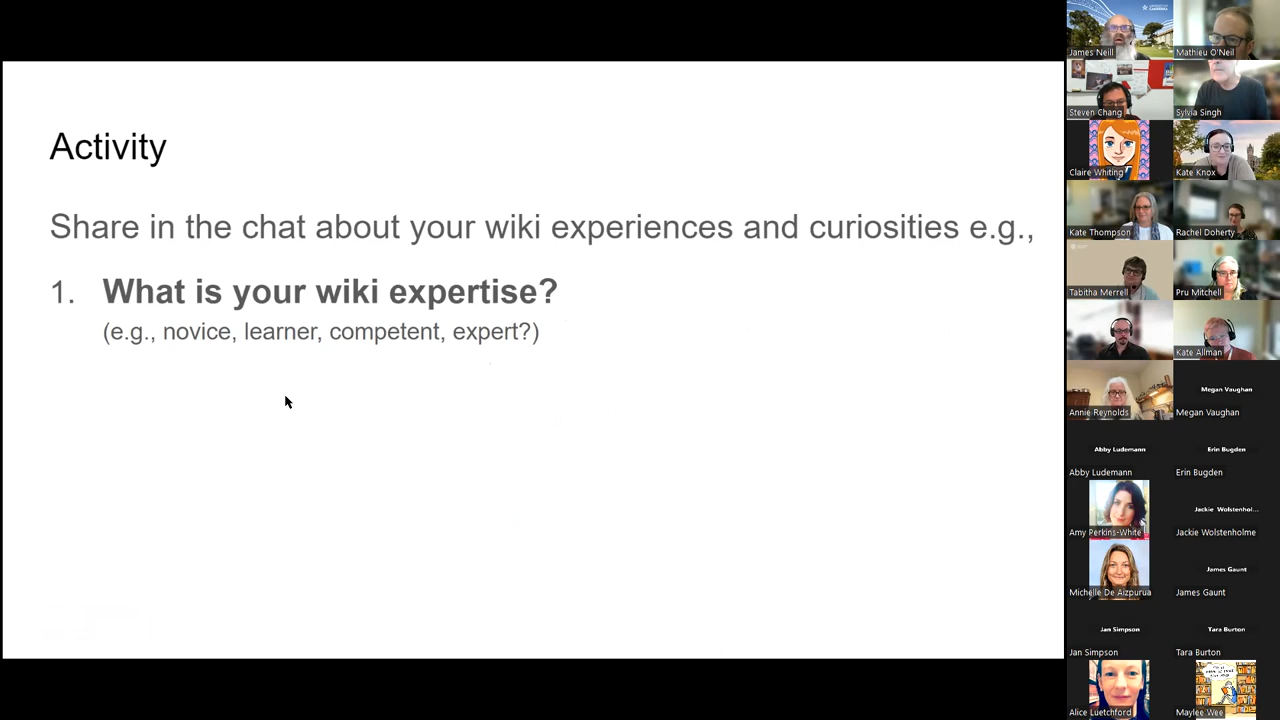 Activity
Share in the chat about your wiki experiences and curiosities e.g.,
1. What is your wiki expertise?
(e.g., novice, learner, competent, expert?)
James Neill
Mathieu O'Neil
Steven Chang
Sylvia Singh
Claire Whiting
Kate Knox
Kate Thompson
Rachel Doherty
Tabitha Merrell
Pru Mitchell
Kate Allman
Annie Reynolds
Megan Vaughan
Megan Vaughan
Abby Ludemann
Erin Bugden
Abby Ludemann
Erin Bugden
Jackie Wolstenhol...
Amy Perkins-White
Jackie Wolstenholme
James Gaunt
Michelle De Aizpurua
James Gaunt
Jan Simpson
Tara Burton
Jan Simpson
Tara Burton
Alice Luetchford
Maylee Wee